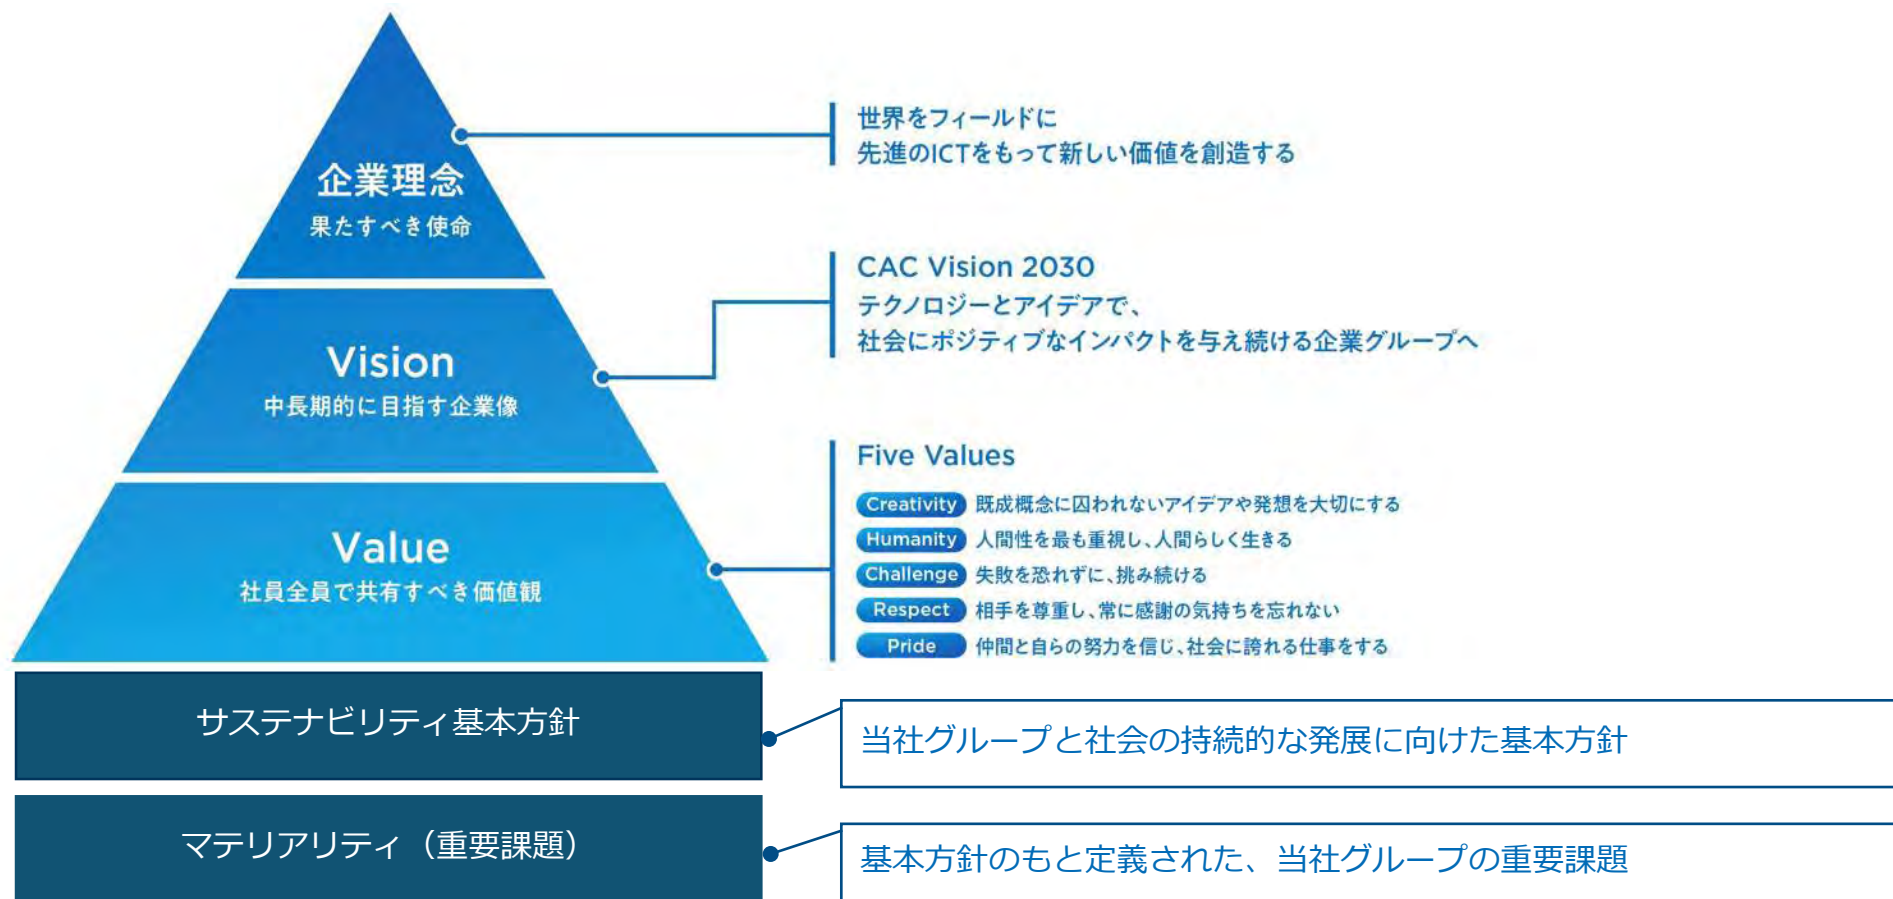 企業理念
果たすべき使命
世界をフィールドに
先進のICTをもって新しい価値を創造する
Vision
中長期的に目指す企業像
CAC Vision 2030
テクノロジーとアイデアで、
社会にポジティブなインパクトを与え続ける企業グループへ
Value
社員全員で共有すべき価値観
Five Values
Creativity 既成概念に囚われないアイデアや発想を大切にする
Humanity 人間性を最も重視し、人間らしく生きる
Challenge 失敗を恐れずに、挑み続ける
Respect 相手を尊重し、常に感謝の気持ちを忘れない
Pride 仲間と自らの努力を信じ、社会に誇れる仕事をする
サステナビリティ基本方針
当社グループと社会の持続的な発展に向けた基本方針
マテリアリティ（重要課題）
基本方針のもと定義された、当社グループの重要課題